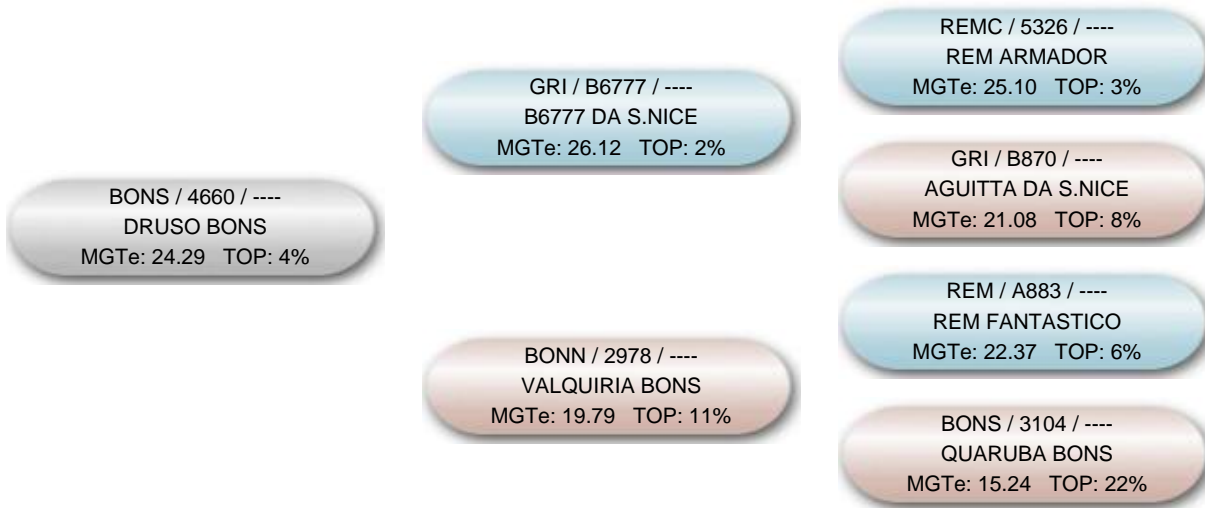 BONS / 4660 / ----
DRUSO BONS
MGTe: 24.29 TOP: 4%
GRI / B6777 / ----
B6777 DA S.NICE
MGTe: 26.12 TOP: 2%
BONN / 2978 / ----
VALQUIRIA BONS
MGTe: 19.79 TOP: 11%
REMC / 5326 / ----
REM ARMADOR
MGTe: 25.10 TOP: 3%
GRI / B870 / ----
AGUITTA DA S.NICE
MGTe: 21.08 TOP: 8%
REM / A883 / ----
REM FANTASTICO
MGTe: 22.37 TOP: 6%
BONS / 3104 / ----
QUARUBA BONS
MGTe: 15.24 TOP: 22%